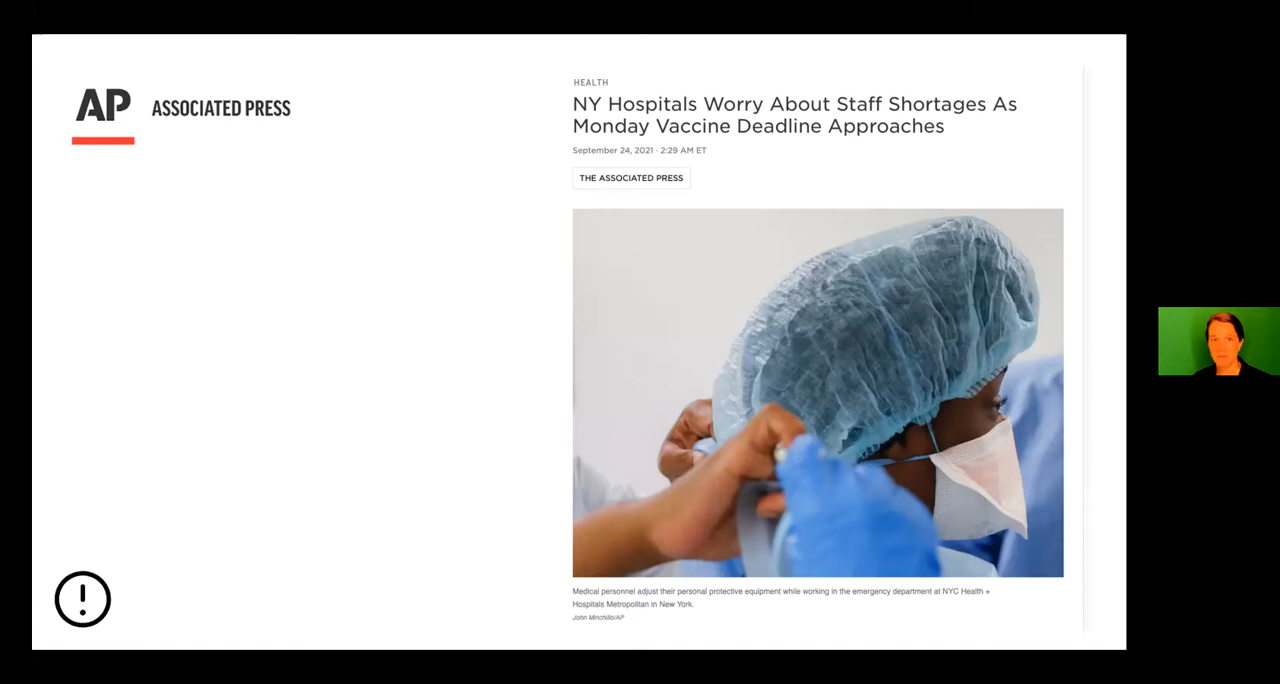 AP ASSOCIATED PRESS
HEALTH
NY Hospitals Worry About Staff Shortages As
Monday Vaccine Deadline Approaches
September 24, 2021 · 2:29 AM ET
THE ASSOCIATED PRESS
Medical personnel adjust their personal protective equipment while working in the emergency department at NYC Health +
Hospitals Metropolitan in New York.
John Minchillo/AP